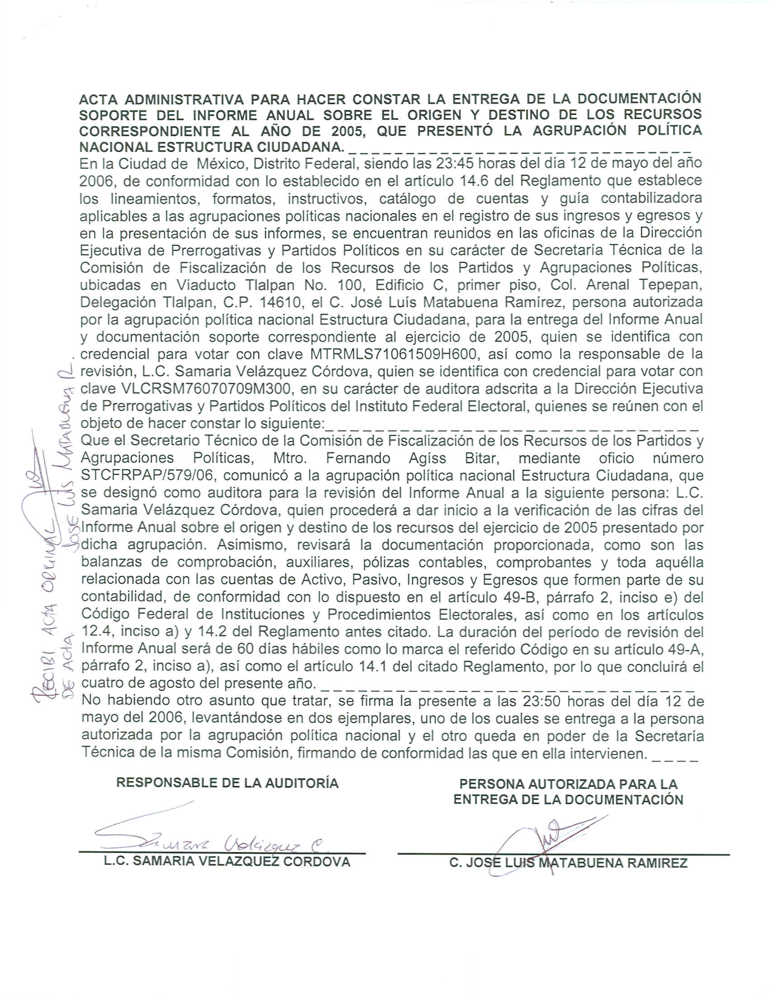 ACTA ADMINISTRATIVA PARA HACER CONSTAR LA ENTREGA DE LA DOCUMENTACIÓN
SOPORTE DEL INFORME ANUAL SOBRE EL ORIGEN Y DESTINO DE LOS RECURSOS
CORRESPONDIENTE AL AÑO DE 2005, QUE PRESENTÓ LA AGRUPACIÓN POLÍTICA
NACIONAL ESTRUCTURA CIUDADANA. _ _ _ _ _ _ _ _ _ _ _ _ _ _ _ _ _ _ _ _ _ _ _ _ _ _ _ _
En la Ciudad de México, Distrito Federal, siendo las 23:45 horas del día 12 de mayo del año
2006, de conformidad con lo establecido en el artículo 14.6 del Reglamento que establece
los lineamientos, formatos, instructivos, catálogo de cuentas y guía contabilizadora
aplicables a las agrupaciones políticas nacionales en el registro de sus ingresos y egresos y
en la presentación de sus informes, se encuentran reunidos en las oficinas de la Dirección
Ejecutiva de Prerrogativas y Partidos Políticos en su carácter de Secretaría Técnica de la
Comisión de Fiscalización de los Recursos de los Partidos y Agrupaciones Políticas,
ubicadas en Viaducto Tlalpan No. 100, Edificio C, primer piso, Col. Arenal Tepepan,
Delegación Tlalpan, C.P. 14610, el C. José Luís Matabuena Ramírez, persona autorizada
por la agrupación política nacional Estructura Ciudadana, para la entrega del Informe Anual
y documentación soporte correspondiente al ejercicio de 2005, quien se identifica con
credencial para votar con clave MTRMLS71061509H600, así como la responsable de la
revisión, L.C. Samaria Velázquez Córdova, quien se identifica con credencial para votar con
clave VLCRSM76070709M300, en su carácter de auditora adscrita a la Dirección Ejecutiva
de Prerrogativas y Partidos Políticos del Instituto Federal Electoral, quienes se reúnen con el
objeto de hacer constar lo siguiente:_ _ _ _ _ _ _ _ _ _ _ _ _ _ _ _ _ _ _ _ _ _ _ _ _ _ _ _ _ _
Que el Secretario Técnico de la Comisión de Fiscalización de los Recursos de los Partidos y
Agrupaciones Políticas, Mtro. Fernando Agíss Bitar, mediante oficio número
STCFRPAP/579/06, comunicó a la agrupación política nacional Estructura Ciudadana, que
se designó como auditora para la revisión del Informe Anual a la siguiente persona: L.C.
Samaria Velázquez Córdova, quien procederá a dar inicio a la verificación de las cifras del
Informe Anual sobre el origen y destino de los recursos del ejercicio de 2005 presentado por
dicha agrupación. Asimismo, revisará la documentación proporcionada, como son las
balanzas de comprobación, auxiliares, pólizas contables, comprobantes y toda aquélla
relacionada con las cuentas de Activo, Pasivo, Ingresos y Egresos que formen parte de su
contabilidad, de conformidad con lo dispuesto en el artículo 49-B, párrafo 2, inciso e) del
Código Federal de Instituciones y Procedimientos Electorales, así como en los artículos
12.4, inciso a) y 14.2 del Reglamento antes citado. La duración del período de revisión del
Informe Anual será de 60 días hábiles como lo marca el referido Código en su artículo 49-A,
párrafo 2, inciso a), así como el artículo 14.1 del citado Reglamento, por lo que concluirá el
cuatro de agosto del presente año. _ _ _ _ _ _ _ _ _ _ _ _ _ _ _ _ _ _ _ _ _ _ _ _ _ _ _ _ _ _
No habiendo otro asunto que tratar, se firma la presente a las 23:50 horas del día 12 de
mayo del 2006, levantándose en dos ejemplares, uno de los cuales se entrega a la persona
autorizada por la agrupación política nacional y el otro queda en poder de la Secretaría
Técnica de la misma Comisión, firmando de conformidad las que en ella intervienen. _ _ _ _
RECIBI ACTA ORIGINAL
DE ACTA.
JOSE LUIS MATABUENA R.
RESPONSABLE DE LA AUDITORÍA
Samara Velázquez C.
L.C. SAMARIA VELAZQUEZ CORDOVA
PERSONA AUTORIZADA PARA LA
ENTREGA DE LA DOCUMENTACIÓN
C. JOSE LUIS MATABUENA RAMIREZ